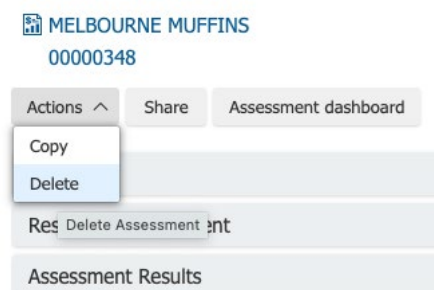 MELBOURNE MUFFINS
00000348
Actions Share Assessment dashboard
Copy
Delete
Res Delete Assessment ent
Assessment Results